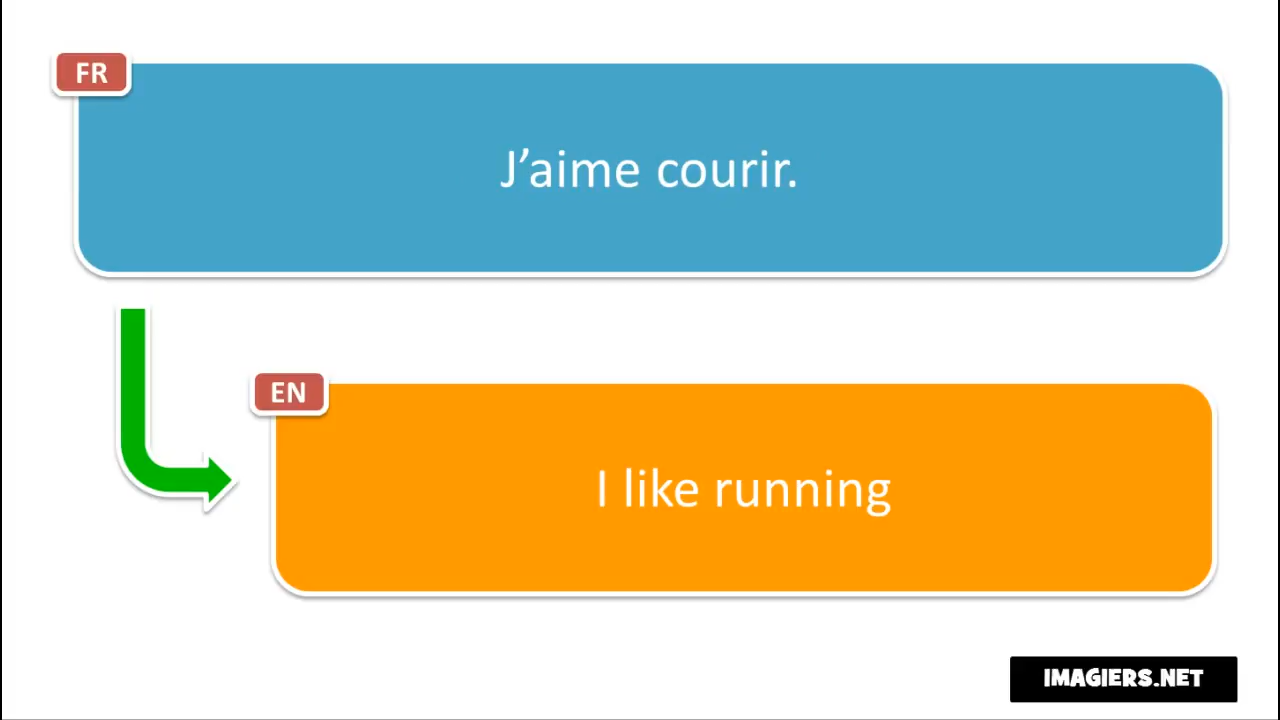 FR
J’aime courir.
EN
I like running
IMAGIERS.NET